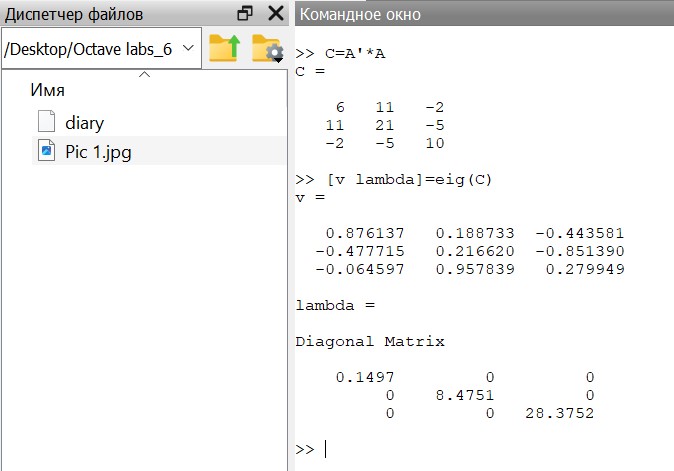 Диспетчер файлов
/Desktop/Octave labs_6
Имя
diary
Pic 1.jpg
Командное окно
>> C=A'*A
C =
6 11 -2
11 21 -5
-2 -5 10
>> [v lambda]=eig(C)
v =
0.876137 0.188733 -0.443581
-0.477715 0.216620 -0.851390
-0.064597 0.957839 0.279949
lambda =
Diagonal Matrix
0.1497 0 0
0 8.4751 0
0 0 28.3752
>>